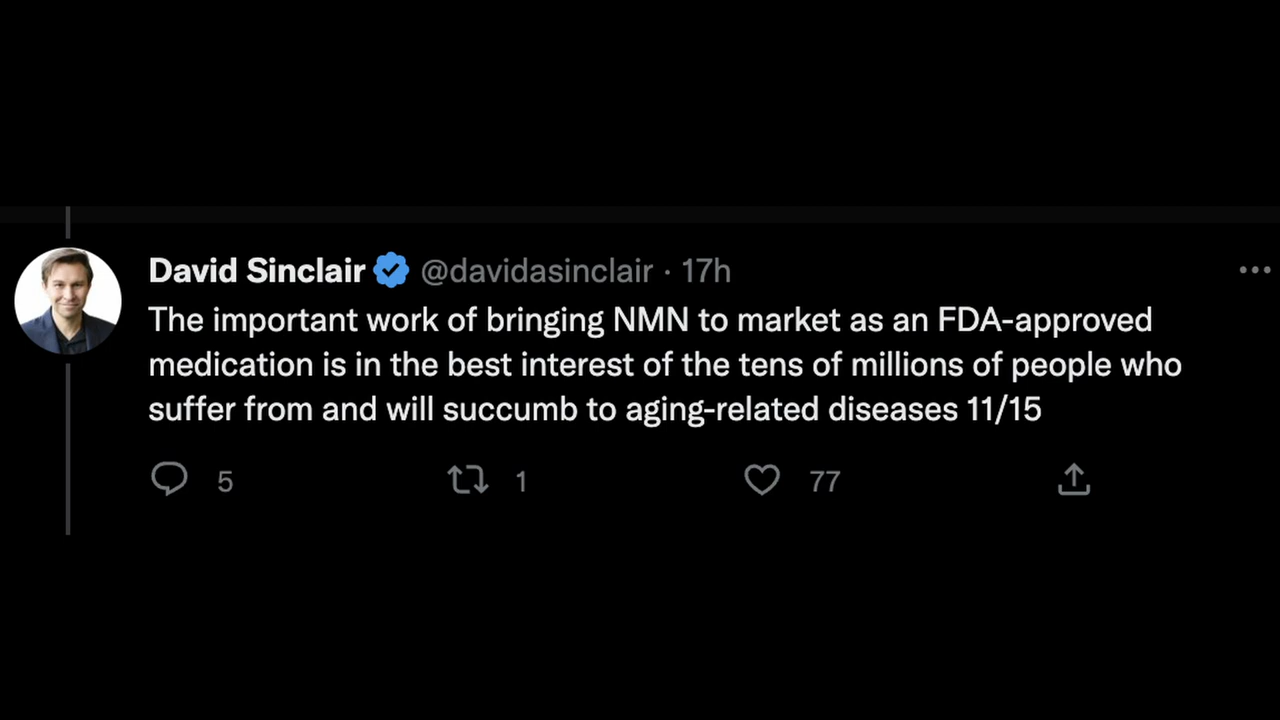 David Sinclair @davidasinclair · 17h
The important work of bringing NMN to market as an FDA-approved
medication is in the best interest of the tens of millions of people who
suffer from and will succumb to aging-related diseases 11/15
5 1 77